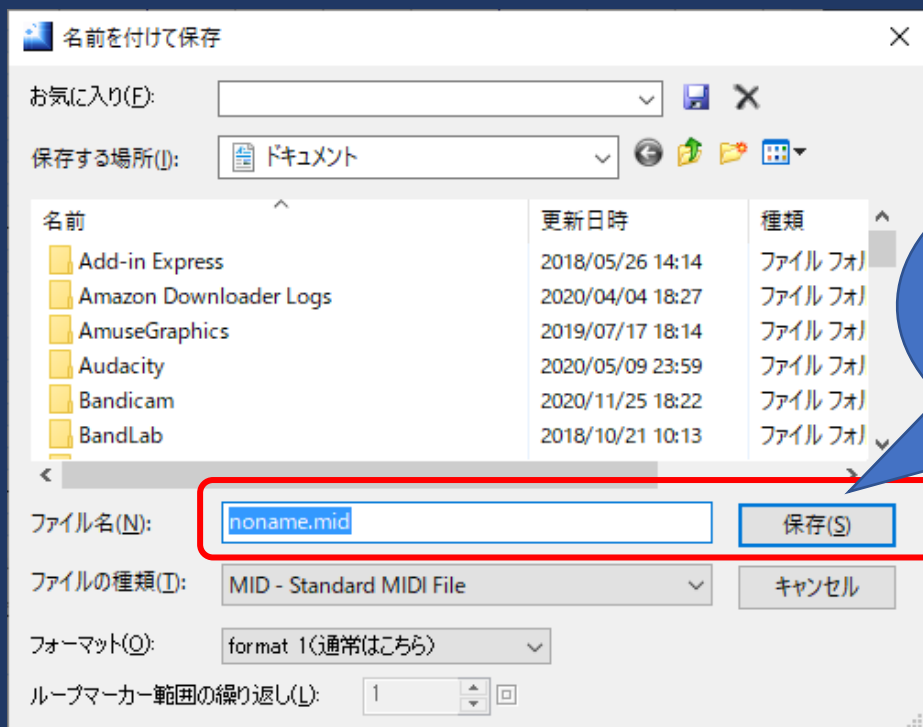 名前を付けて保存
お気に入り(F):
保存する場所(I): ドキュメント
名前 更新日時 種類
Add-in Express 2018/05/26 14:14 ファイル フォル
Amazon Downloader Logs 2020/04/04 18:27 ファイル フォル
AmuseGraphics 2019/07/17 18:14 ファイル フォル
Audacity 2020/05/09 23:59 ファイル フォル
Bandicam 2020/11/25 18:22 ファイル フォル
BandLab 2018/10/21 10:13 ファイル フォル
ファイル名(N): noname.mid 保存(S)
ファイルの種類(T): MID - Standard MIDI File キャンセル
フォーマット(O): format 1(通常はこちら)
ループマーカー範囲の繰り返し(L): 1